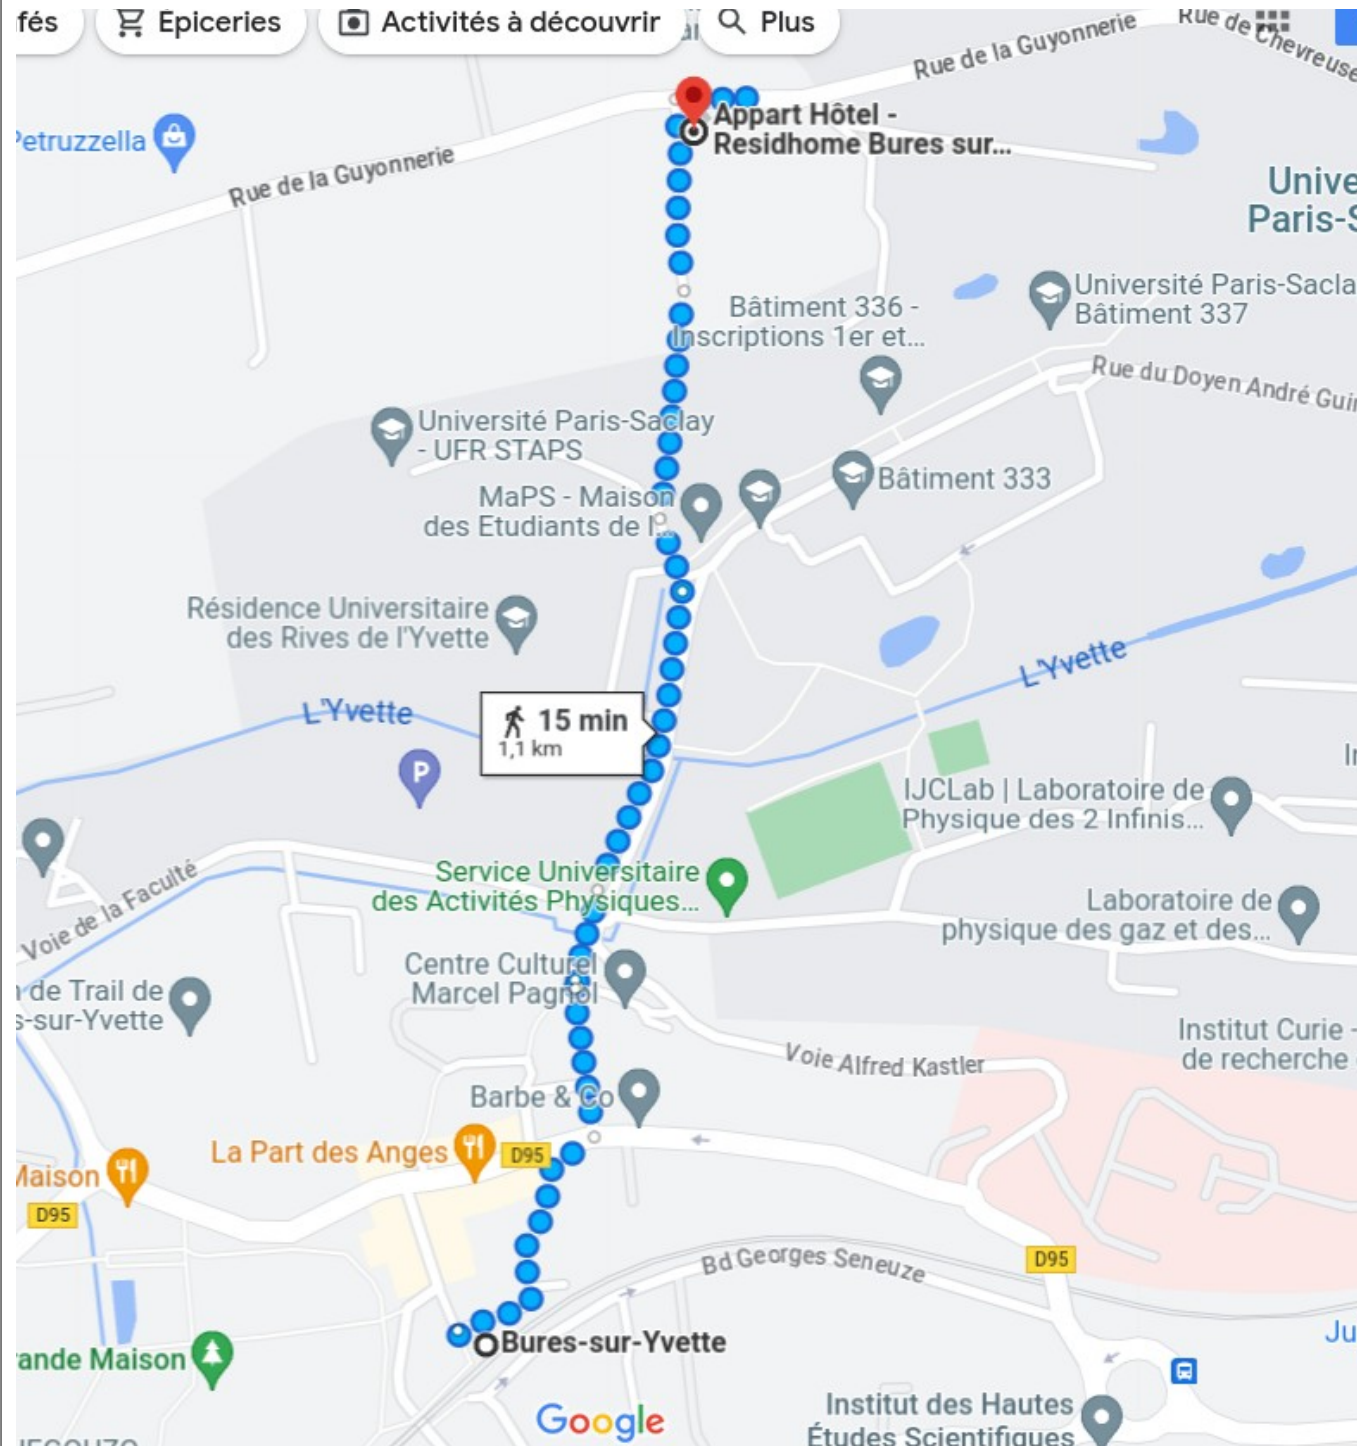 fés
Épiceries
Activités à découvrir
Plus
Rue de la Guyonnerie
Rue de Chevreuse
Petruzzella
Appart Hôtel -
Residhome Bures sur...
Rue de la Guyonnerie
Unive
Paris-S
Université Paris-Sacla
Bâtiment 337
Bâtiment 336 -
Inscriptions 1er et...
Rue du Doyen André Gui
Université Paris-Saclay
- UFR STAPS
Bâtiment 333
MaPS - Maison
des Etudiants de l'...
Résidence Universitaire
des Rives de l'Yvette
L'Yvette
L'Yvette
15 min
1,1 km
P
IJCLab | Laboratoire de
Physique des 2 Infinis...
Service Universitaire
des Activités Physiques...
Voie de la Faculté
Laboratoire de
physique des gaz et des...
Centre Culturel
Marcel Pagnol
de Trail de
s-sur-Yvette
Institut Curie -
de recherche
Voie Alfred Kastler
Barbe & Co
La Part des Anges
D95
Maison
D95
D95
Bd Georges Seneuze
Bures-sur-Yvette
rande Maison
Ju
Google
Institut des Hautes
Études Scientifiques